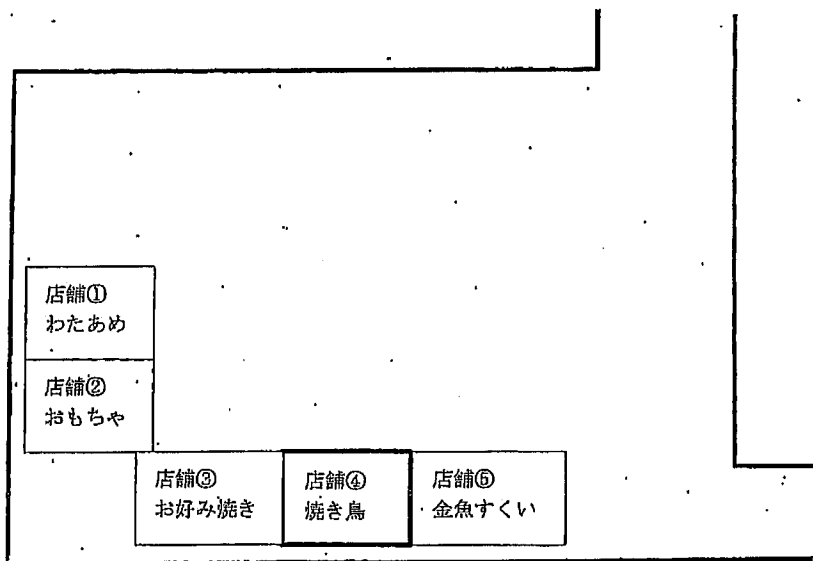 店舗①
わたあめ
店舗②
おもちゃ
店舗③
お好み焼き
店舗④
焼き鳥
店舗⑤
金魚すくい